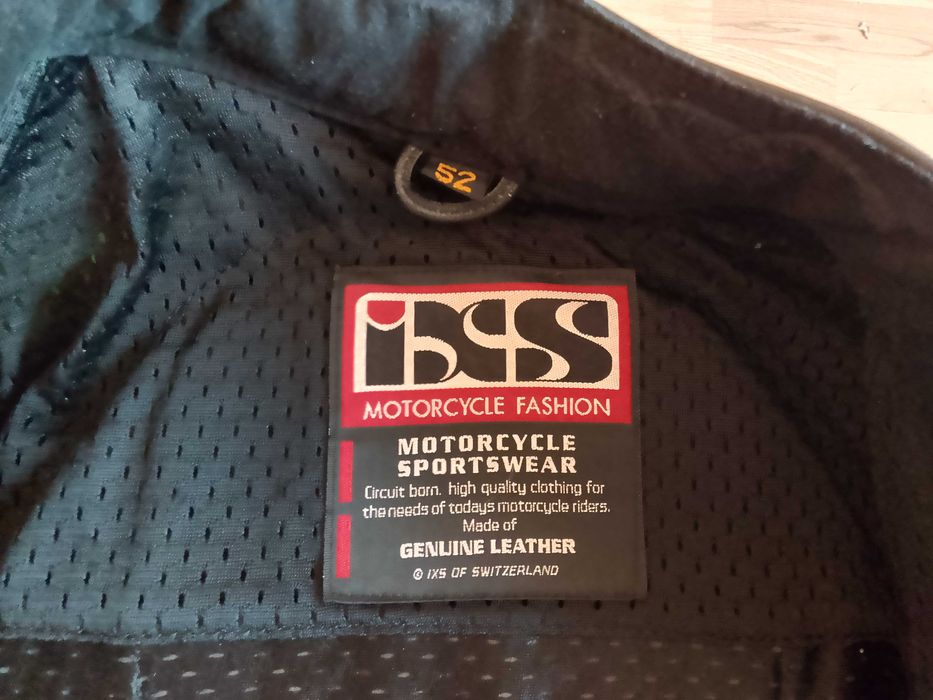 52
iXS
MOTORCYCLE FASHION
MOTORCYCLE
SPORTSWEAR
Circuit born. high quality clothing for
the needs of todays motorcycle riders.
Made of
GENUINE LEATHER
© IXS OF SWITZERLAND